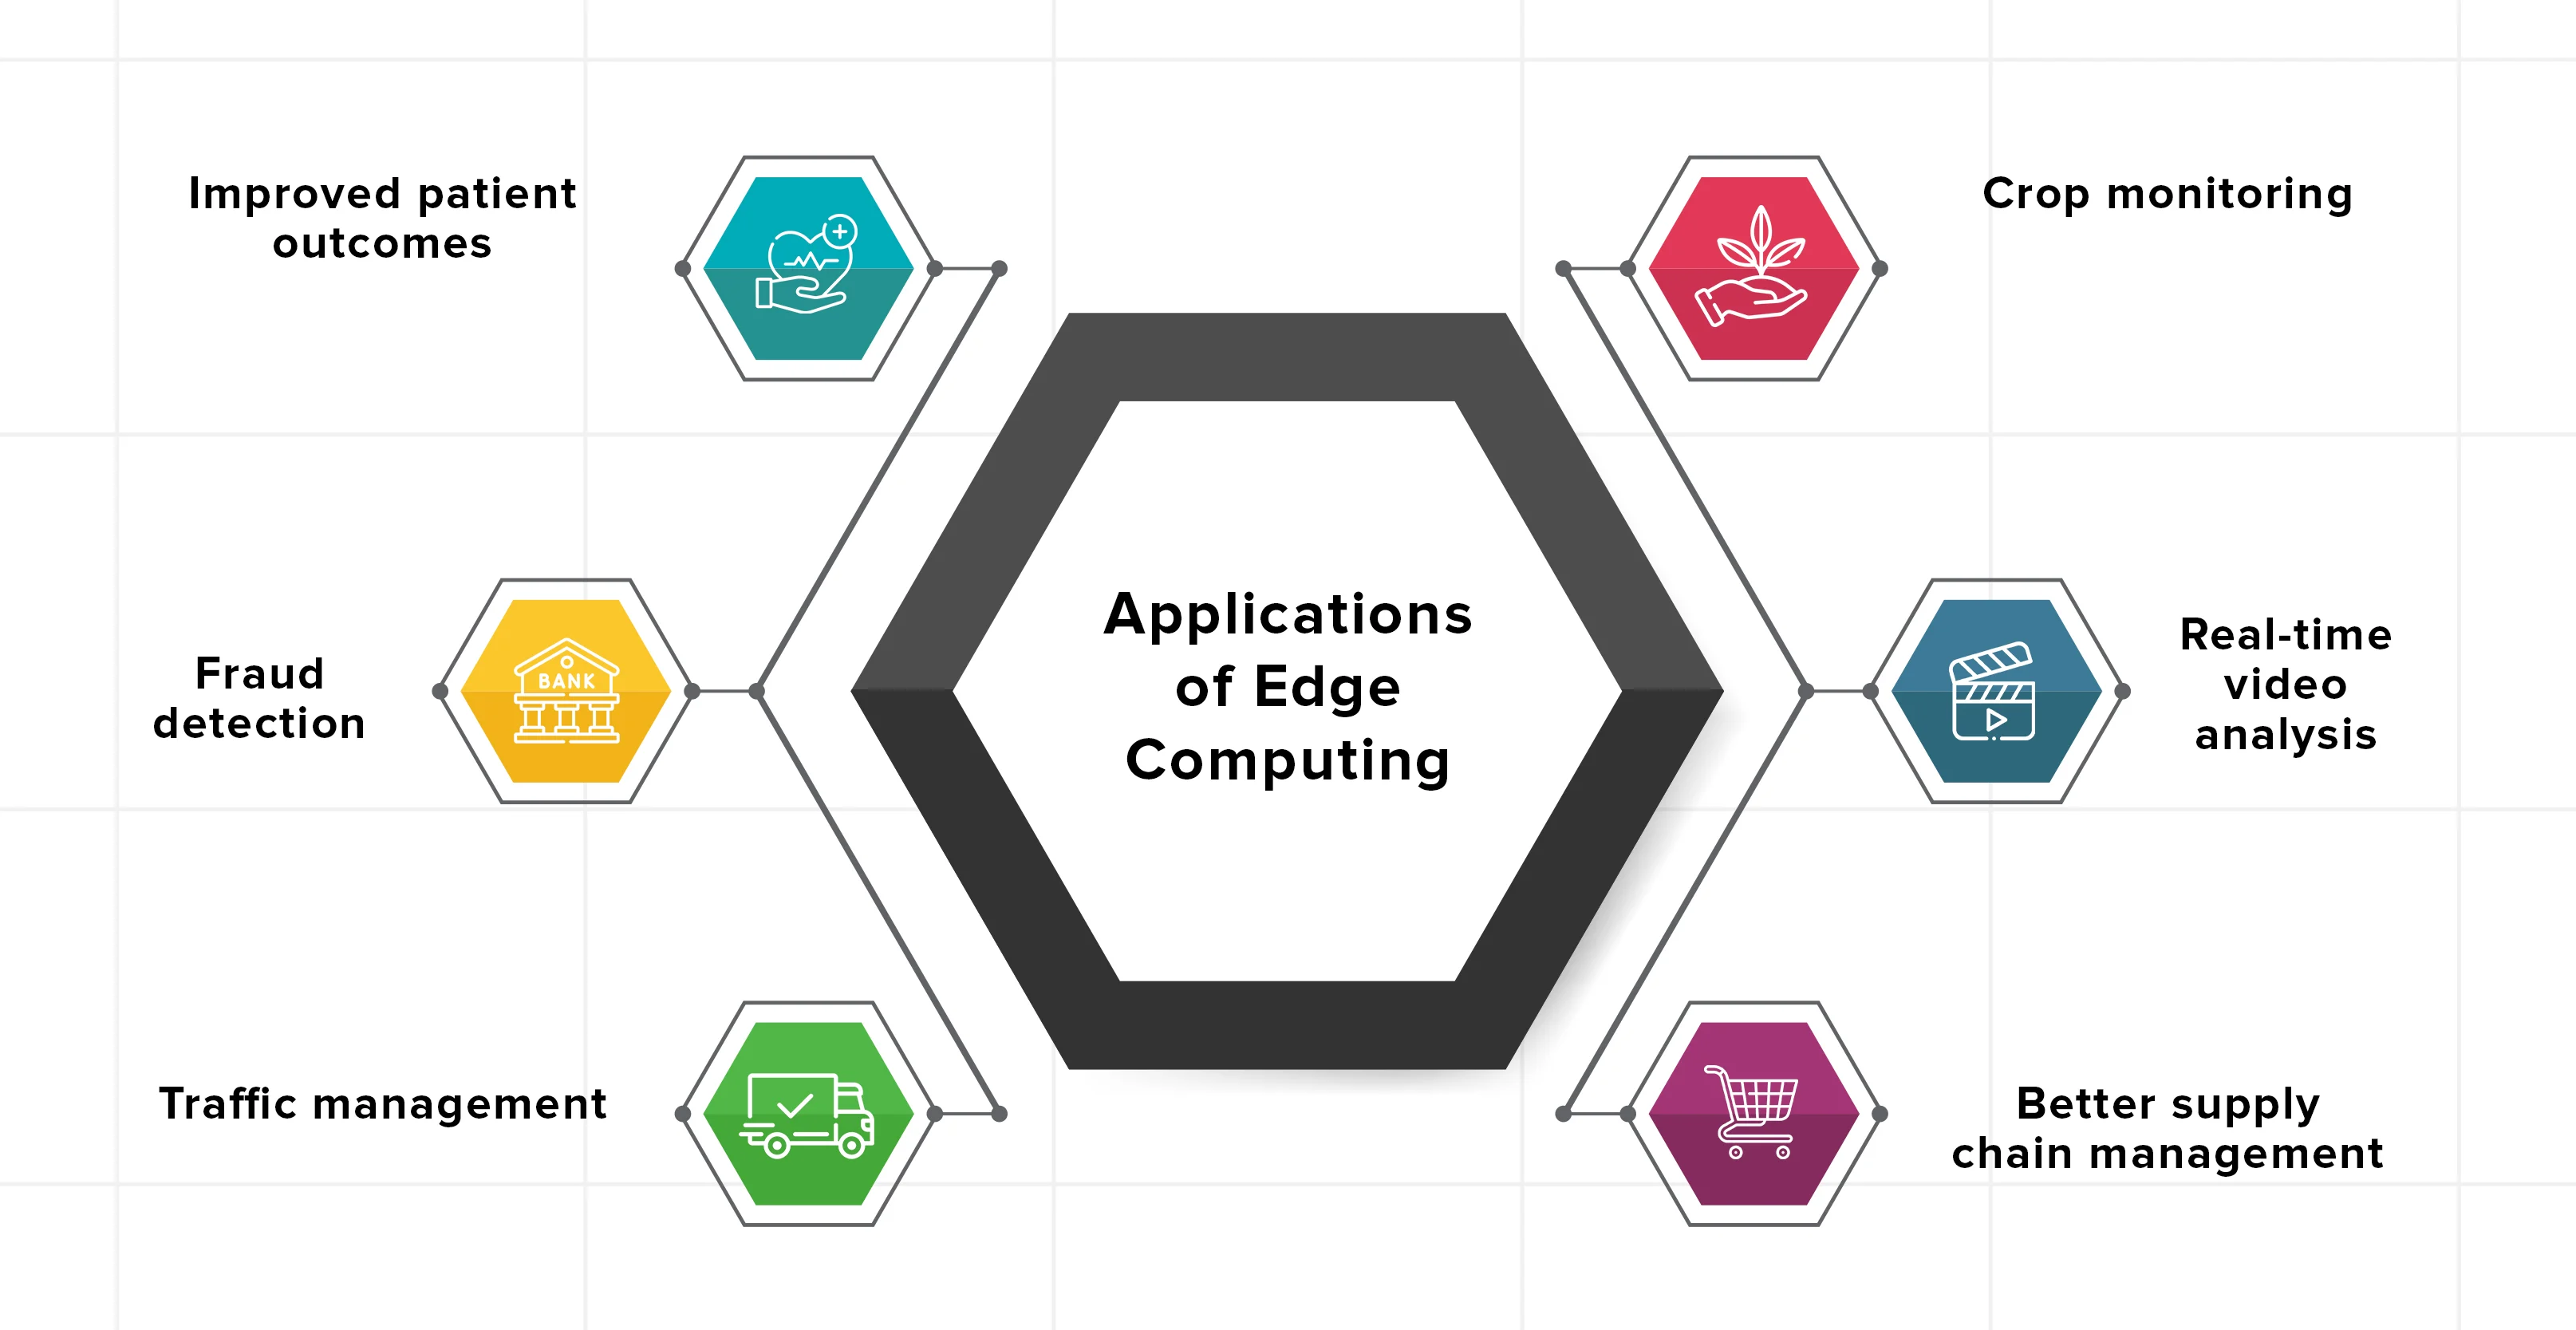 Improved patient
outcomes
Crop monitoring
Applications
of Edge
Computing
Fraud
detection
BANK
Real-time
video
analysis
Traffic management
Better supply
chain management